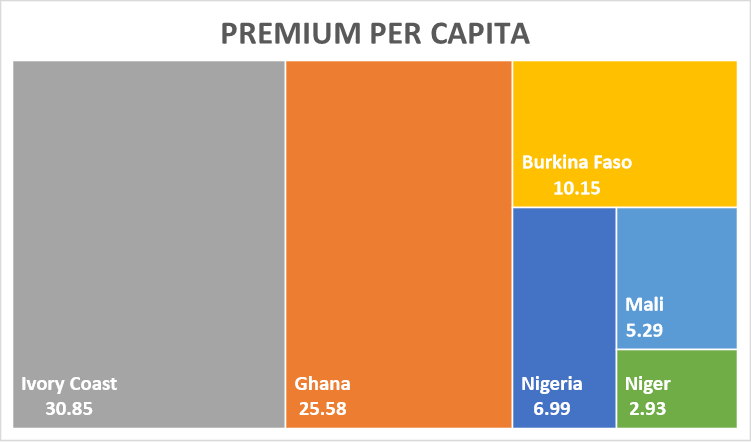 PREMIUM PER CAPITA
Burkina Faso
10.15
Mali
5.29
Ivory Coast
30.85
Ghana
25.58
Nigeria
6.99
Niger
2.93